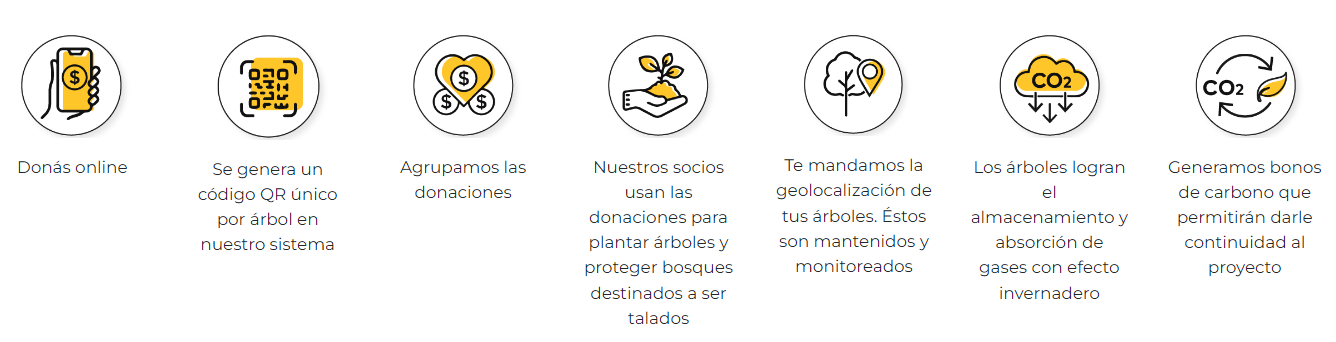 Donás online
Se genera un
código QR único
por árbol en
nuestro sistema
Agrupamos las
donaciones
Nuestros socios
usan las
donaciones para
plantar árboles y
proteger bosques
destinados a ser
talados
Te mandamos la
geolocalización de
tus árboles. Éstos
son mantenidos y
monitoreados
CO2
Los árboles logran
el
almacenamiento y
absorción de
gases con efecto
invernadero
CO2
Generamos bonos
de carbono que
permitirán darle
continuidad al
proyecto